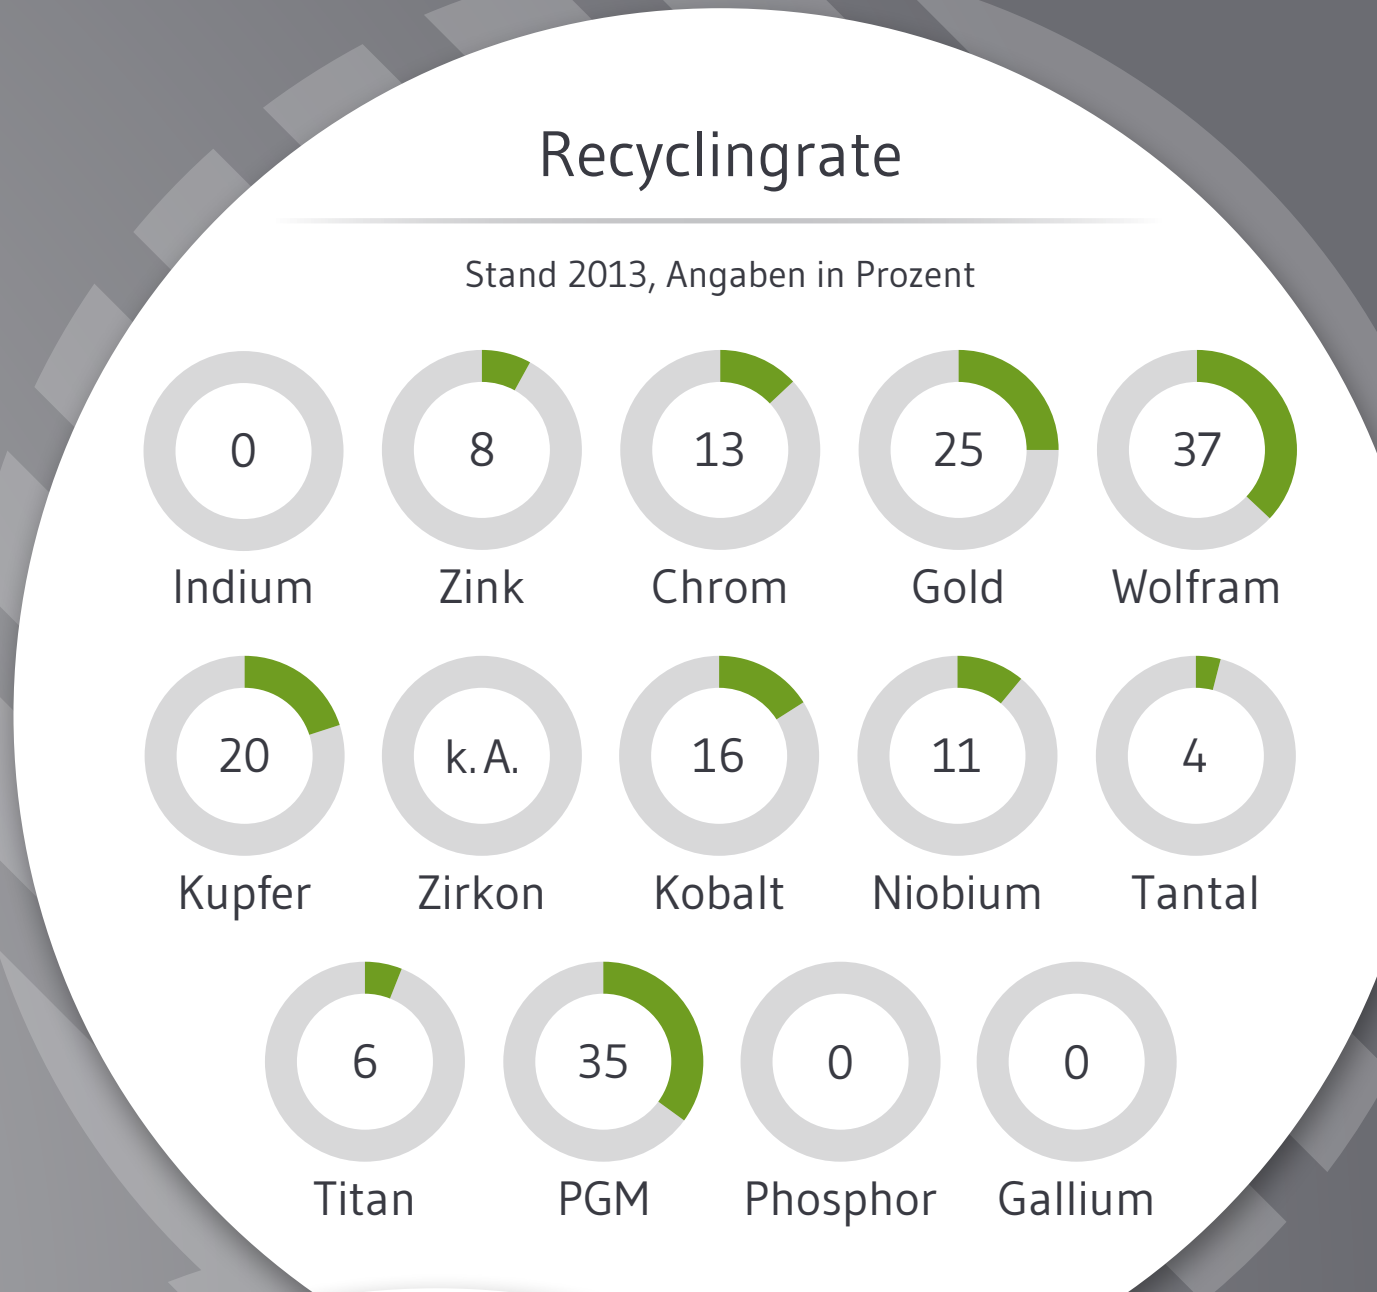 Recyclingrate
Stand 2013, Angaben in Prozent
0 8 13 25 37
Indium Zink Chrom Gold Wolfram
20 k. A. 16 11 4
Kupfer Zirkon Kobalt Niobium Tantal
6 35 0 0
Titan PGM Phosphor Gallium